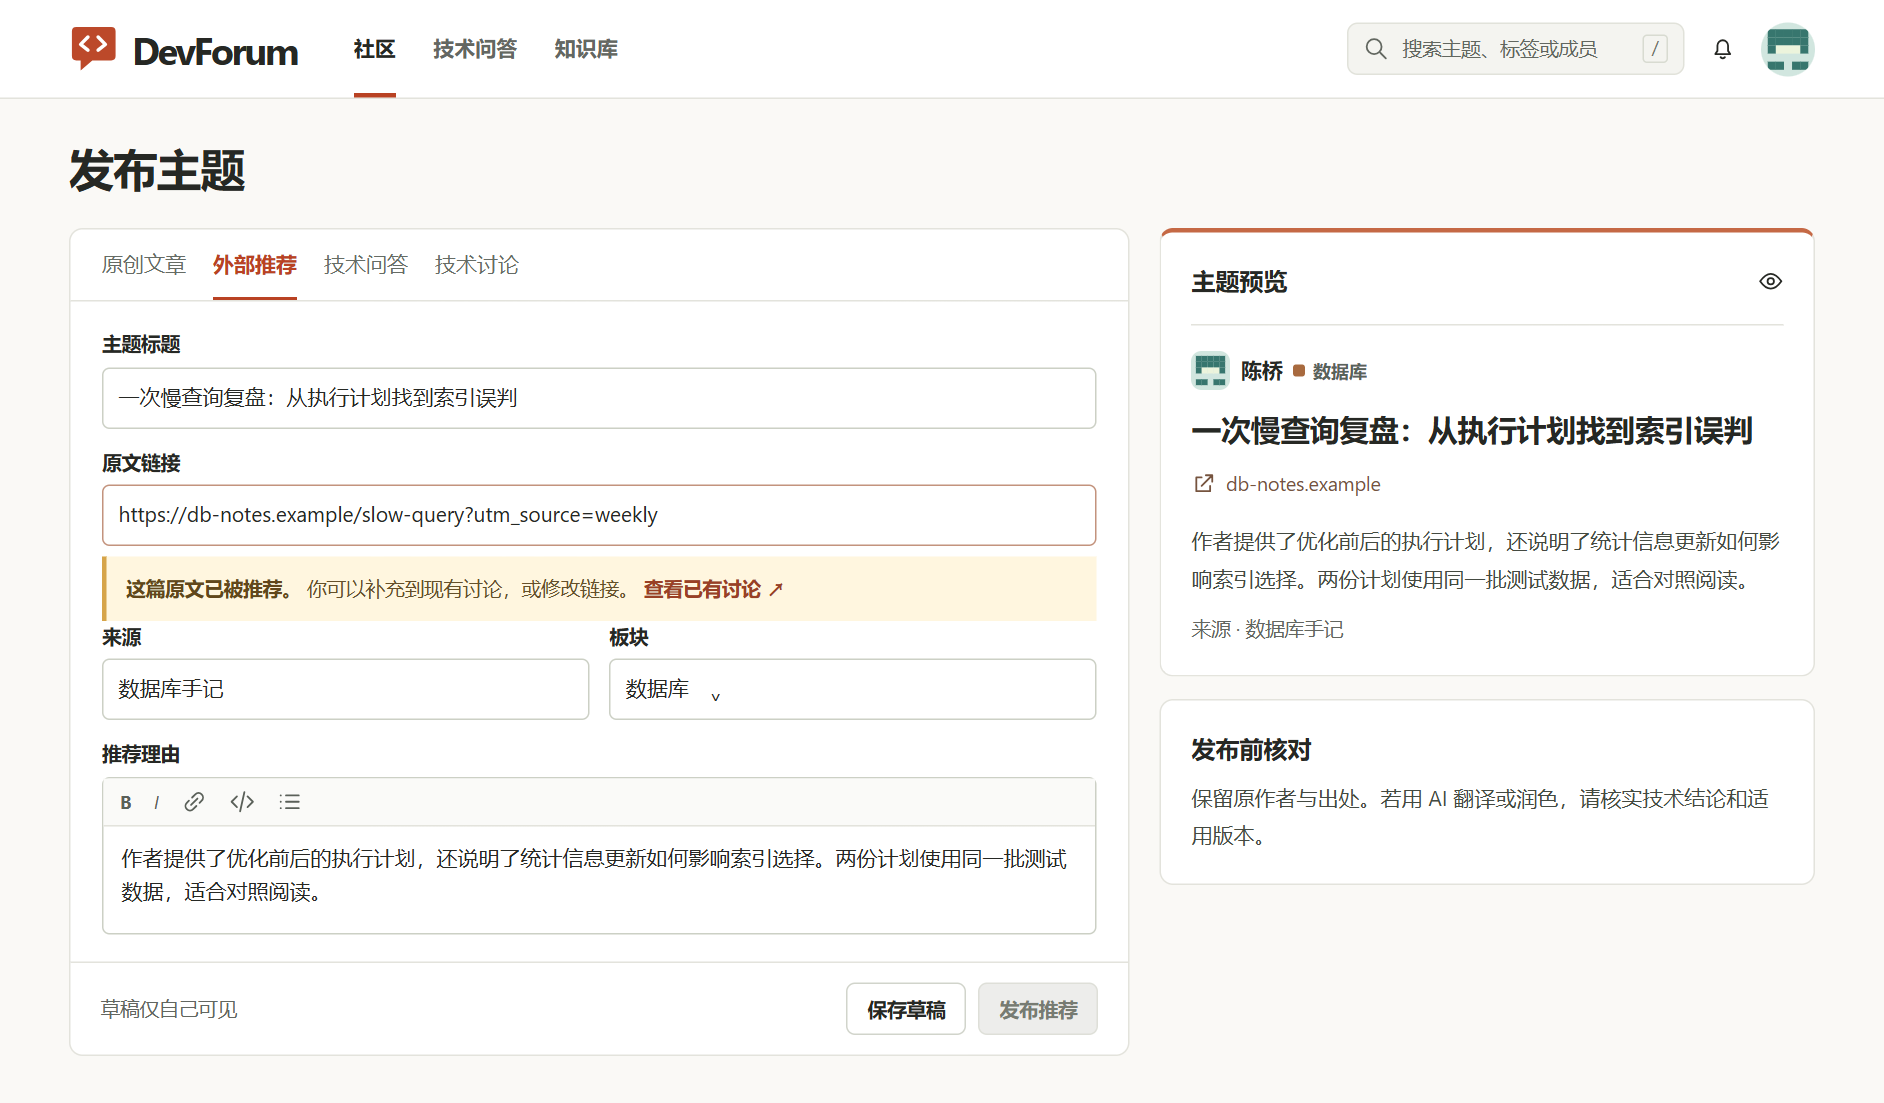 DevForum
社区
技术问答
知识库
搜索主题、标签或成员
/
发布主题
原创文章
外部推荐
技术问答
技术讨论
主题标题
一次慢查询复盘：从执行计划找到索引误判
原文链接
https://db-notes.example/slow-query?utm_source=weekly
这篇原文已被推荐。 你可以补充到现有讨论，或修改链接。 查看已有讨论 ↗
来源
板块
数据库手记
数据库
推荐理由
B I
作者提供了优化前后的执行计划，还说明了统计信息更新如何影响索引选择。两份计划使用同一批测试
数据，适合对照阅读。
草稿仅自己可见
保存草稿
发布推荐
主题预览
陈桥
数据库
一次慢查询复盘：从执行计划找到索引误判
db-notes.example
作者提供了优化前后的执行计划，还说明了统计信息更新如何影
响索引选择。两份计划使用同一批测试数据，适合对照阅读。
来源 · 数据库手记
发布前核对
保留原作者与出处。若用 AI 翻译或润色，请核实技术结论和适
用版本。